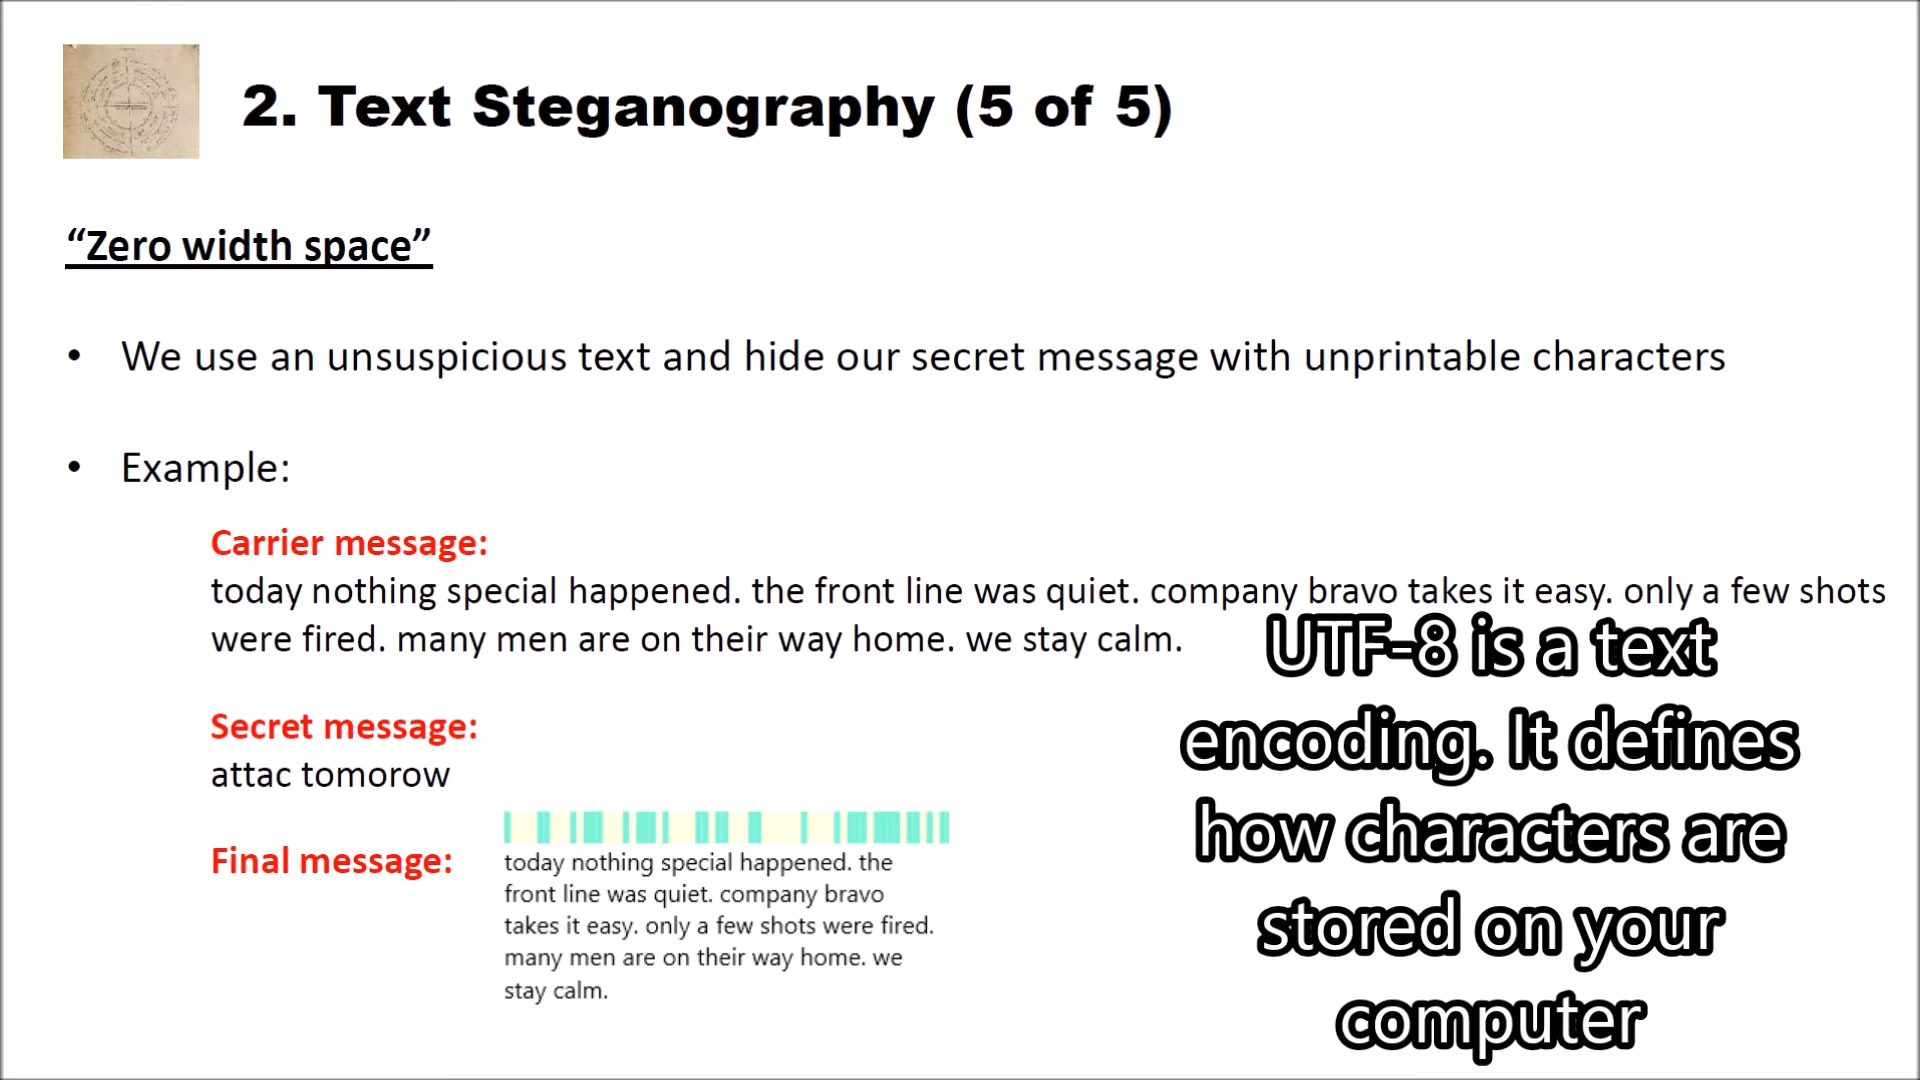 2. Text Steganography (5 of 5)
“Zero width space”
• We use an unsuspicious text and hide our secret message with unprintable characters
• Example:
Carrier message:
today nothing special happened. the front line was quiet. company bravo takes it easy. only a few shots
were fired. many men are on their way home. we stay calm.
Secret message:
attac tomorow
Final message:
today nothing special happened. the
front line was quiet. company bravo
takes it easy. only a few shots were fired.
many men are on their way home. we
stay calm.
UTF-8 is a text
encoding. It defines
how characters are
stored on your
computer